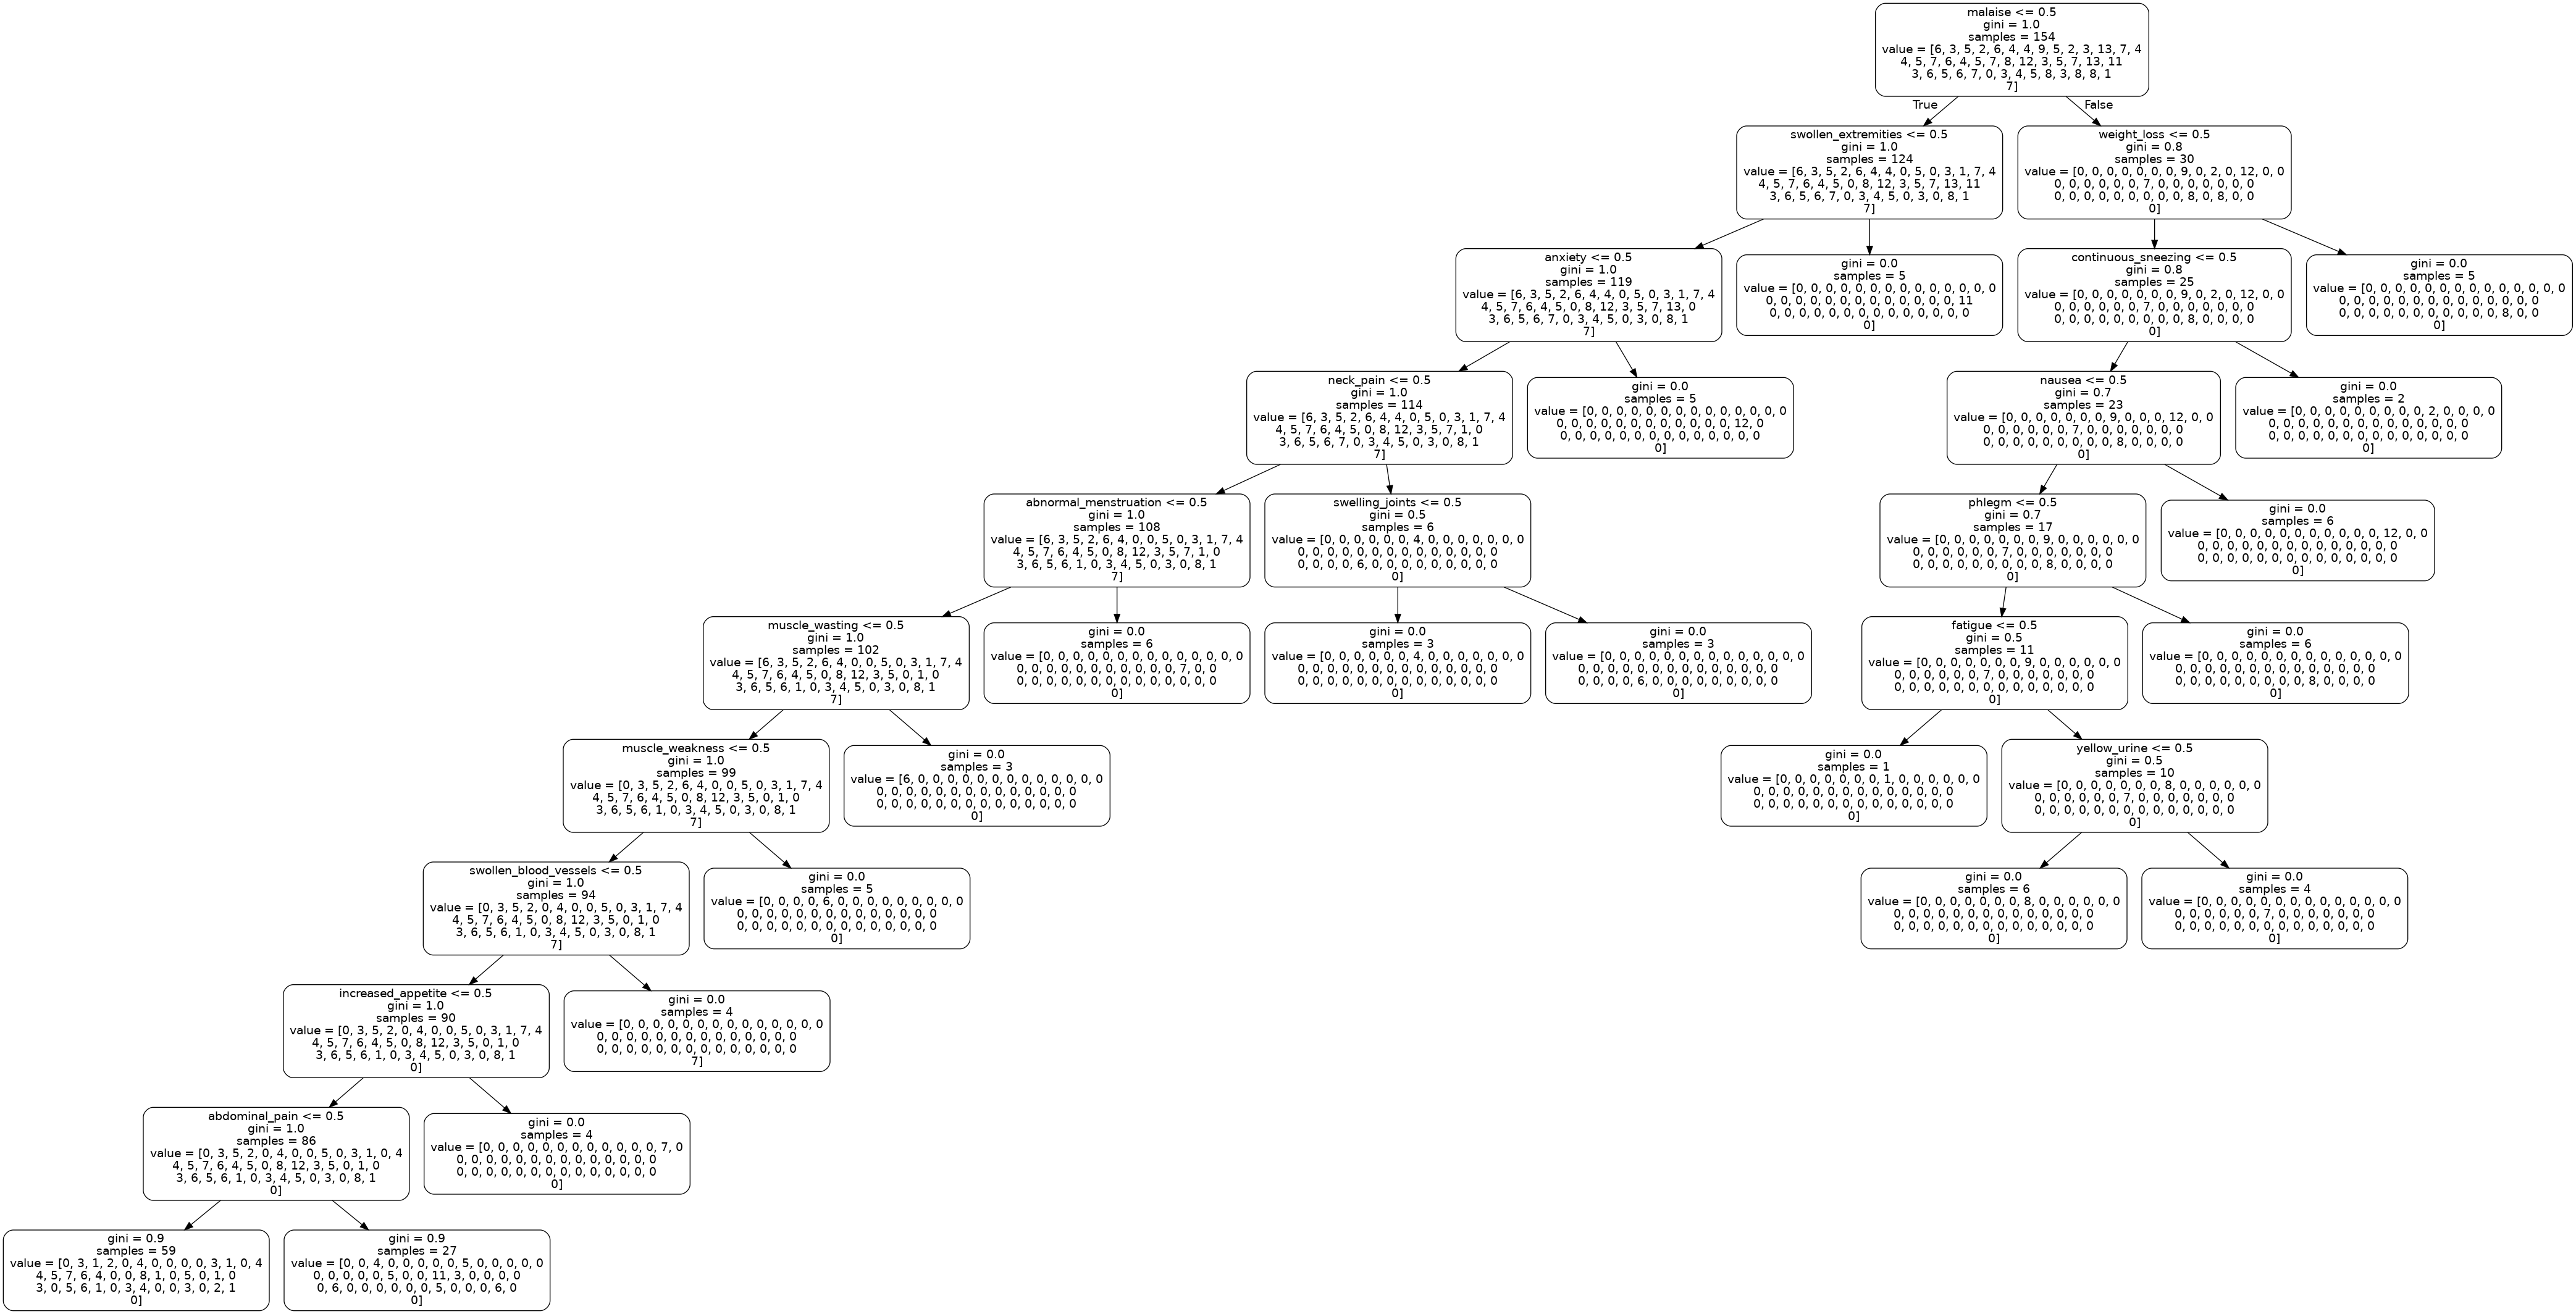 malaise <= 0.5
gini = 1.0
samples = 154
value = [6, 3, 5, 2, 6, 4, 4, 9, 5, 2, 3, 13, 7, 4
4, 5, 7, 6, 4, 5, 7, 8, 12, 3, 5, 7, 13, 11
3, 6, 5, 6, 7, 0, 3, 4, 5, 8, 3, 8, 8, 1
7]
True
False
swollen_extremities <= 0.5
gini = 1.0
samples = 124
value = [6, 3, 5, 2, 6, 4, 4, 0, 5, 0, 3, 1, 7, 4
4, 5, 7, 6, 4, 5, 0, 8, 12, 3, 5, 7, 13, 11
3, 6, 5, 6, 7, 0, 3, 4, 5, 0, 3, 0, 8, 1
7]
weight_loss <= 0.5
gini = 0.8
samples = 30
value = [0, 0, 0, 0, 0, 0, 0, 9, 0, 2, 0, 12, 0, 0
0, 0, 0, 0, 0, 0, 7, 0, 0, 0, 0, 0, 0, 0
0, 0, 0, 0, 0, 0, 0, 0, 0, 8, 0, 8, 0, 0
0]
anxiety <= 0.5
gini = 1.0
samples = 119
value = [6, 3, 5, 2, 6, 4, 4, 0, 5, 0, 3, 1, 7, 4
4, 5, 7, 6, 4, 5, 0, 8, 12, 3, 5, 7, 13, 0
3, 6, 5, 6, 7, 0, 3, 4, 5, 0, 3, 0, 8, 1
7]
gini = 0.0
samples = 5
value = [0, 0, 0, 0, 0, 0, 0, 0, 0, 0, 0, 0, 0, 0
0, 0, 0, 0, 0, 0, 0, 0, 0, 0, 0, 0, 0, 11
0, 0, 0, 0, 0, 0, 0, 0, 0, 0, 0, 0, 0, 0
0]
continuous_sneezing <= 0.5
gini = 0.8
samples = 25
value = [0, 0, 0, 0, 0, 0, 0, 9, 0, 2, 0, 12, 0, 0
0, 0, 0, 0, 0, 0, 7, 0, 0, 0, 0, 0, 0, 0
0, 0, 0, 0, 0, 0, 0, 0, 0, 8, 0, 0, 0, 0
0]
gini = 0.0
samples = 5
value = [0, 0, 0, 0, 0, 0, 0, 0, 0, 0, 0, 0, 0, 0
0, 0, 0, 0, 0, 0, 0, 0, 0, 0, 0, 0, 0, 0
0, 0, 0, 0, 0, 0, 0, 0, 0, 0, 0, 8, 0, 0
0]
neck_pain <= 0.5
gini = 1.0
samples = 114
value = [6, 3, 5, 2, 6, 4, 4, 0, 5, 0, 3, 1, 7, 4
4, 5, 7, 6, 4, 5, 0, 8, 12, 3, 5, 7, 1, 0
3, 6, 5, 6, 7, 0, 3, 4, 5, 0, 3, 0, 8, 1
7]
gini = 0.0
samples = 5
value = [0, 0, 0, 0, 0, 0, 0, 0, 0, 0, 0, 0, 0, 0
0, 0, 0, 0, 0, 0, 0, 0, 0, 0, 0, 0, 12, 0
0, 0, 0, 0, 0, 0, 0, 0, 0, 0, 0, 0, 0, 0
0]
nausea <= 0.5
gini = 0.7
samples = 23
value = [0, 0, 0, 0, 0, 0, 0, 9, 0, 0, 0, 12, 0, 0
0, 0, 0, 0, 0, 0, 7, 0, 0, 0, 0, 0, 0, 0
0, 0, 0, 0, 0, 0, 0, 0, 0, 8, 0, 0, 0, 0
0]
gini = 0.0
samples = 2
value = [0, 0, 0, 0, 0, 0, 0, 0, 0, 2, 0, 0, 0, 0
0, 0, 0, 0, 0, 0, 0, 0, 0, 0, 0, 0, 0, 0
0, 0, 0, 0, 0, 0, 0, 0, 0, 0, 0, 0, 0, 0
0]
abnormal_menstruation <= 0.5
gini = 1.0
samples = 108
value = [6, 3, 5, 2, 6, 4, 0, 0, 5, 0, 3, 1, 7, 4
4, 5, 7, 6, 4, 5, 0, 8, 12, 3, 5, 7, 1, 0
3, 6, 5, 6, 1, 0, 3, 4, 5, 0, 3, 0, 8, 1
7]
swelling_joints <= 0.5
gini = 0.5
samples = 6
value = [0, 0, 0, 0, 0, 0, 4, 0, 0, 0, 0, 0, 0, 0
0, 0, 0, 0, 0, 0, 0, 0, 0, 0, 0, 0, 0, 0
0, 0, 0, 0, 6, 0, 0, 0, 0, 0, 0, 0, 0, 0
0]
phlegm <= 0.5
gini = 0.7
samples = 17
value = [0, 0, 0, 0, 0, 0, 0, 9, 0, 0, 0, 0, 0, 0
0, 0, 0, 0, 0, 0, 7, 0, 0, 0, 0, 0, 0, 0
0, 0, 0, 0, 0, 0, 0, 0, 0, 8, 0, 0, 0, 0
0]
gini = 0.0
samples = 6
value = [0, 0, 0, 0, 0, 0, 0, 0, 0, 0, 0, 12, 0, 0
0, 0, 0, 0, 0, 0, 0, 0, 0, 0, 0, 0, 0, 0
0, 0, 0, 0, 0, 0, 0, 0, 0, 0, 0, 0, 0, 0
0]
muscle_wasting <= 0.5
gini = 1.0
samples = 102
value = [6, 3, 5, 2, 6, 4, 0, 0, 5, 0, 3, 1, 7, 4
4, 5, 7, 6, 4, 5, 0, 8, 12, 3, 5, 0, 1, 0
3, 6, 5, 6, 1, 0, 3, 4, 5, 0, 3, 0, 8, 1
7]
gini = 0.0
samples = 6
value = [0, 0, 0, 0, 0, 0, 0, 0, 0, 0, 0, 0, 0, 0
0, 0, 0, 0, 0, 0, 0, 0, 0, 0, 0, 7, 0, 0
0, 0, 0, 0, 0, 0, 0, 0, 0, 0, 0, 0, 0, 0
0]
gini = 0.0
samples = 3
value = [0, 0, 0, 0, 0, 0, 4, 0, 0, 0, 0, 0, 0, 0
0, 0, 0, 0, 0, 0, 0, 0, 0, 0, 0, 0, 0, 0
0, 0, 0, 0, 0, 0, 0, 0, 0, 0, 0, 0, 0, 0
0]
gini = 0.0
samples = 3
value = [0, 0, 0, 0, 0, 0, 0, 0, 0, 0, 0, 0, 0, 0
0, 0, 0, 0, 0, 0, 0, 0, 0, 0, 0, 0, 0, 0
0, 0, 0, 0, 6, 0, 0, 0, 0, 0, 0, 0, 0, 0
0]
fatigue <= 0.5
gini = 0.5
samples = 11
value = [0, 0, 0, 0, 0, 0, 0, 9, 0, 0, 0, 0, 0, 0
0, 0, 0, 0, 0, 0, 7, 0, 0, 0, 0, 0, 0, 0
0, 0, 0, 0, 0, 0, 0, 0, 0, 0, 0, 0, 0, 0
0]
gini = 0.0
samples = 6
value = [0, 0, 0, 0, 0, 0, 0, 0, 0, 0, 0, 0, 0, 0
0, 0, 0, 0, 0, 0, 0, 0, 0, 0, 0, 0, 0, 0
0, 0, 0, 0, 0, 0, 0, 0, 0, 8, 0, 0, 0, 0
0]
muscle_weakness <= 0.5
gini = 1.0
samples = 99
value = [0, 3, 5, 2, 6, 4, 0, 0, 5, 0, 3, 1, 7, 4
4, 5, 7, 6, 4, 5, 0, 8, 12, 3, 5, 0, 1, 0
3, 6, 5, 6, 1, 0, 3, 4, 5, 0, 3, 0, 8, 1
7]
gini = 0.0
samples = 3
value = [6, 0, 0, 0, 0, 0, 0, 0, 0, 0, 0, 0, 0, 0
0, 0, 0, 0, 0, 0, 0, 0, 0, 0, 0, 0, 0, 0
0, 0, 0, 0, 0, 0, 0, 0, 0, 0, 0, 0, 0, 0
0]
gini = 0.0
samples = 1
value = [0, 0, 0, 0, 0, 0, 0, 1, 0, 0, 0, 0, 0, 0
0, 0, 0, 0, 0, 0, 0, 0, 0, 0, 0, 0, 0, 0
0, 0, 0, 0, 0, 0, 0, 0, 0, 0, 0, 0, 0, 0
0]
yellow_urine <= 0.5
gini = 0.5
samples = 10
value = [0, 0, 0, 0, 0, 0, 0, 8, 0, 0, 0, 0, 0, 0
0, 0, 0, 0, 0, 0, 7, 0, 0, 0, 0, 0, 0, 0
0, 0, 0, 0, 0, 0, 0, 0, 0, 0, 0, 0, 0, 0
0]
swollen_blood_vessels <= 0.5
gini = 1.0
samples = 94
value = [0, 3, 5, 2, 0, 4, 0, 0, 5, 0, 3, 1, 7, 4
4, 5, 7, 6, 4, 5, 0, 8, 12, 3, 5, 0, 1, 0
3, 6, 5, 6, 1, 0, 3, 4, 5, 0, 3, 0, 8, 1
7]
gini = 0.0
samples = 5
value = [0, 0, 0, 0, 6, 0, 0, 0, 0, 0, 0, 0, 0, 0
0, 0, 0, 0, 0, 0, 0, 0, 0, 0, 0, 0, 0, 0
0, 0, 0, 0, 0, 0, 0, 0, 0, 0, 0, 0, 0, 0
0]
gini = 0.0
samples = 6
value = [0, 0, 0, 0, 0, 0, 0, 8, 0, 0, 0, 0, 0, 0
0, 0, 0, 0, 0, 0, 0, 0, 0, 0, 0, 0, 0, 0
0, 0, 0, 0, 0, 0, 0, 0, 0, 0, 0, 0, 0, 0
0]
gini = 0.0
samples = 4
value = [0, 0, 0, 0, 0, 0, 0, 0, 0, 0, 0, 0, 0, 0
0, 0, 0, 0, 0, 0, 7, 0, 0, 0, 0, 0, 0, 0
0, 0, 0, 0, 0, 0, 0, 0, 0, 0, 0, 0, 0, 0
0]
increased_appetite <= 0.5
gini = 1.0
samples = 90
value = [0, 3, 5, 2, 0, 4, 0, 0, 5, 0, 3, 1, 7, 4
4, 5, 7, 6, 4, 5, 0, 8, 12, 3, 5, 0, 1, 0
3, 6, 5, 6, 1, 0, 3, 4, 5, 0, 3, 0, 8, 1
0]
gini = 0.0
samples = 4
value = [0, 0, 0, 0, 0, 0, 0, 0, 0, 0, 0, 0, 0, 0
0, 0, 0, 0, 0, 0, 0, 0, 0, 0, 0, 0, 0, 0
0, 0, 0, 0, 0, 0, 0, 0, 0, 0, 0, 0, 0, 0
7]
abdominal_pain <= 0.5
gini = 1.0
samples = 86
value = [0, 3, 5, 2, 0, 4, 0, 0, 5, 0, 3, 1, 0, 4
4, 5, 7, 6, 4, 5, 0, 8, 12, 3, 5, 0, 1, 0
3, 6, 5, 6, 1, 0, 3, 4, 5, 0, 3, 0, 8, 1
0]
gini = 0.0
samples = 4
value = [0, 0, 0, 0, 0, 0, 0, 0, 0, 0, 0, 0, 7, 0
0, 0, 0, 0, 0, 0, 0, 0, 0, 0, 0, 0, 0, 0
0, 0, 0, 0, 0, 0, 0, 0, 0, 0, 0, 0, 0, 0
0]
gini = 0.9
samples = 59
value = [0, 3, 1, 2, 0, 4, 0, 0, 0, 0, 3, 1, 0, 4
4, 5, 7, 6, 4, 0, 0, 8, 1, 0, 5, 0, 1, 0
3, 0, 5, 6, 1, 0, 3, 4, 0, 0, 3, 0, 2, 1
0]
gini = 0.9
samples = 27
value = [0, 0, 4, 0, 0, 0, 0, 0, 5, 0, 0, 0, 0, 0
0, 0, 0, 0, 0, 5, 0, 0, 11, 3, 0, 0, 0, 0
0, 6, 0, 0, 0, 0, 0, 0, 5, 0, 0, 0, 6, 0
0]